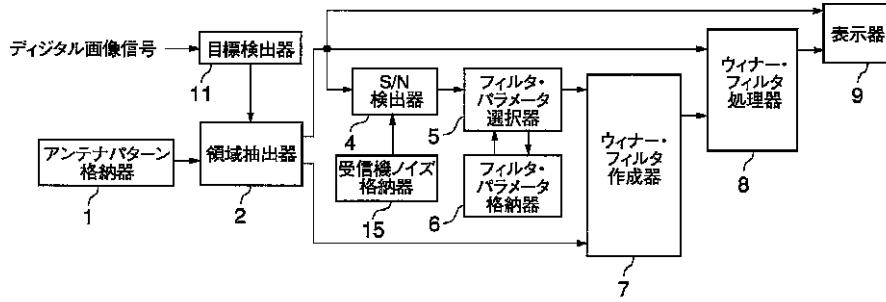 ディジタル画像信号
目標検出器
11
アンテナパターン
格納器
1
領域抽出器
2
S/N
検出器
4
受信機ノイズ
格納器
15
フィルタ・
パラメータ
選択器
5
フィルタ・
パラメータ
格納器
6
ウィナー・
フィルタ
作成器
7
ウィナー・
フィルタ
処理器
8
表示器
9